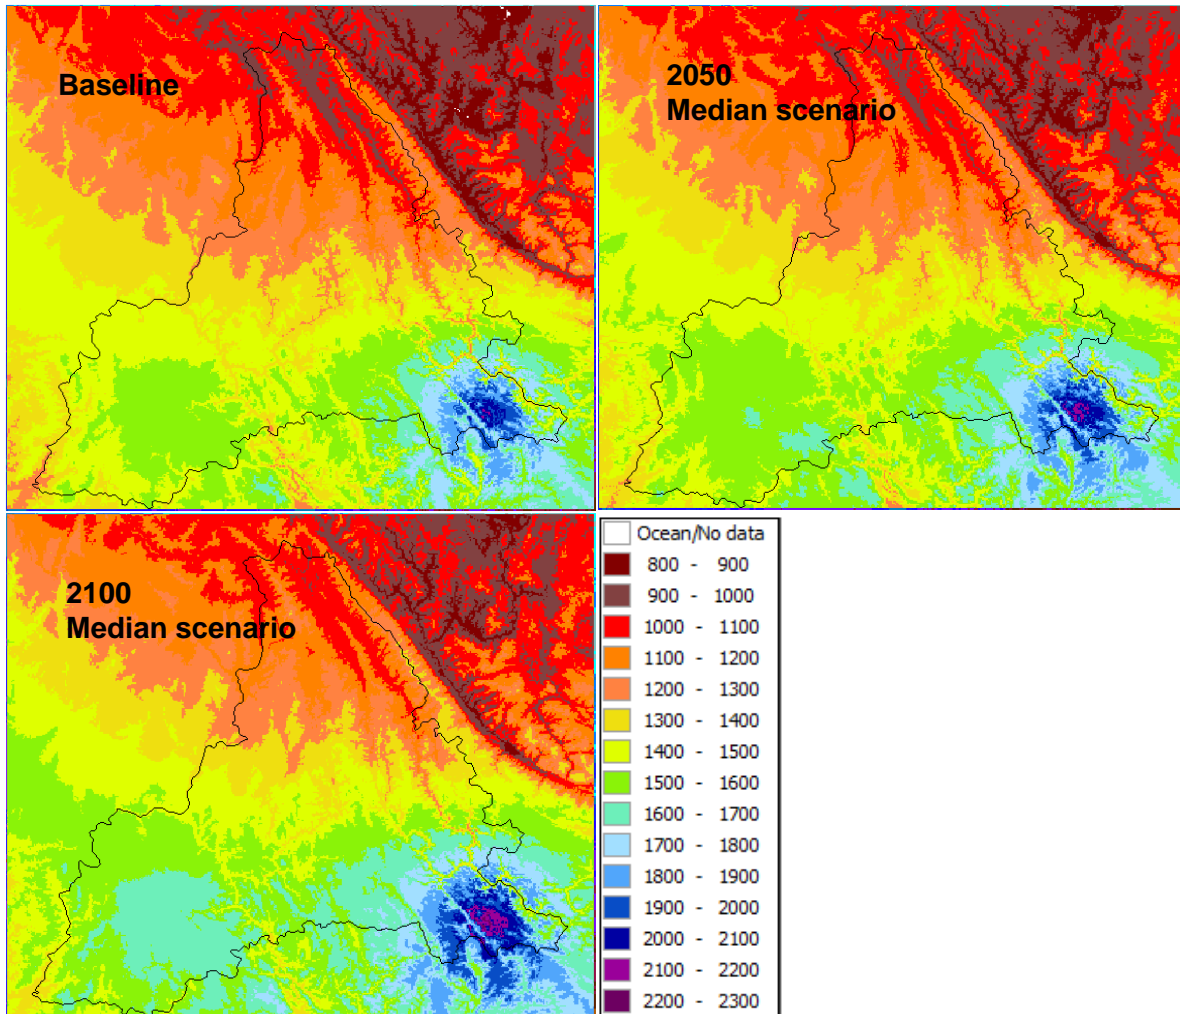 Baseline
2050
Median scenario
2100
Median scenario
Ocean/No data
800 - 900
900 - 1000
1000 - 1100
1100 - 1200
1200 - 1300
1300 - 1400
1400 - 1500
1500 - 1600
1600 - 1700
1700 - 1800
1800 - 1900
1900 - 2000
2000 - 2100
2100 - 2200
2200 - 2300